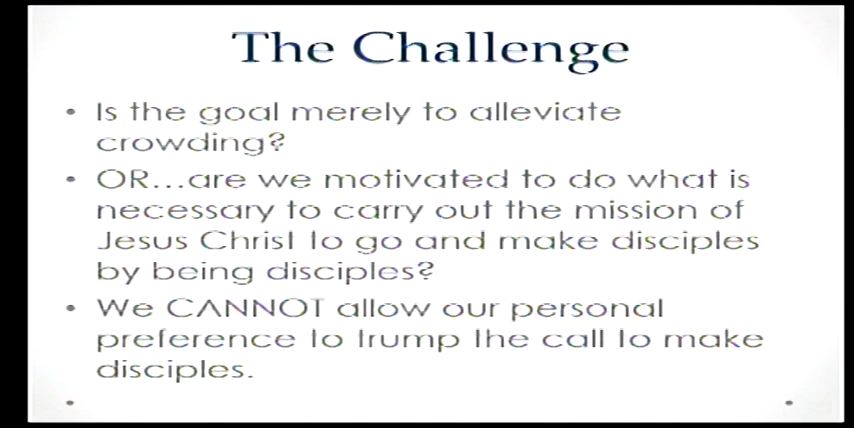 The Challenge
• Is the goal merely to alleviate
crowding?
• OR...are we motivated to do what is
necessary to carry out the mission of
Jesus Christ to go and make disciples
by being disciples?
• We CANNOT allow our personal
preference to trump the call to make
disciples.